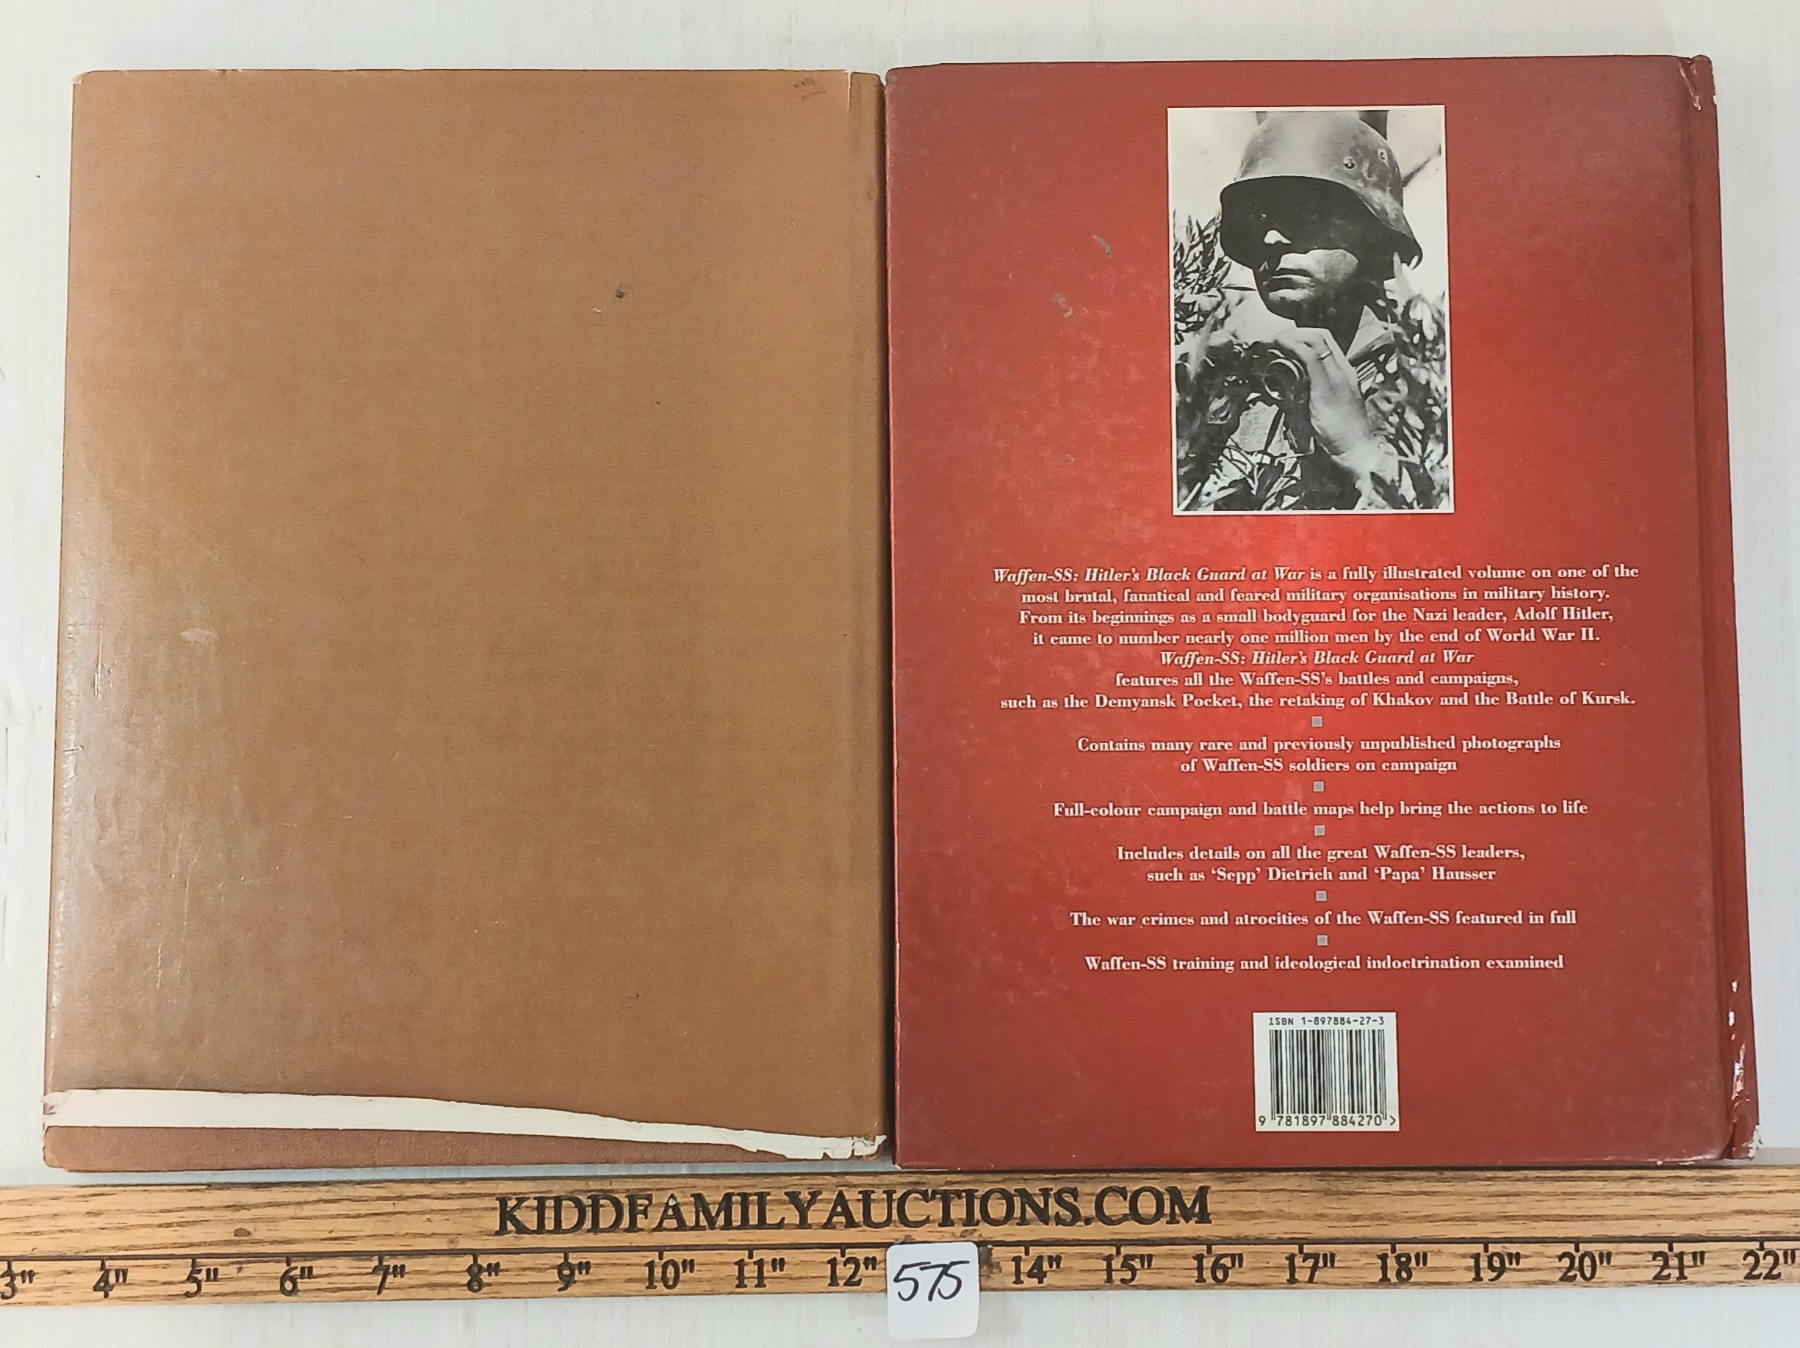 Waffen-SS: Hitler's Black Guard at War is a fully illustrated volume on one of the
most brutal, fanatical and feared military organisations in military history.
From its beginnings as a small bodyguard for the Nazi leader, Adolf Hitler,
it came to number nearly one million men by the end of World War II.
Waffen-SS: Hitler's Black Guard at War
features all the Waffen-SS's battles and campaigns,
such as the Demyansk Pocket, the retaking of Khakov and the Battle of Kursk.
Contains many rare and previously unpublished photographs
of Waffen-SS soldiers on campaign
Full-colour campaign and battle maps help bring the actions to life
Includes details on all the great Waffen-SS leaders,
such as 'Sepp' Dietrich and 'Papa' Hausser
The war crimes and atrocities of the Waffen-SS featured in full
Waffen-SS training and ideological indoctrination examined
ISBN 1-897884-27-3
9 781897 884270 >
KIDDFAMILYAUCTIONS.COM
3" 4" 5" 6" 7" 8" 9" 10" 11" 12" 575 14" 15" 16" 17" 18" 19" 20" 21" 22"